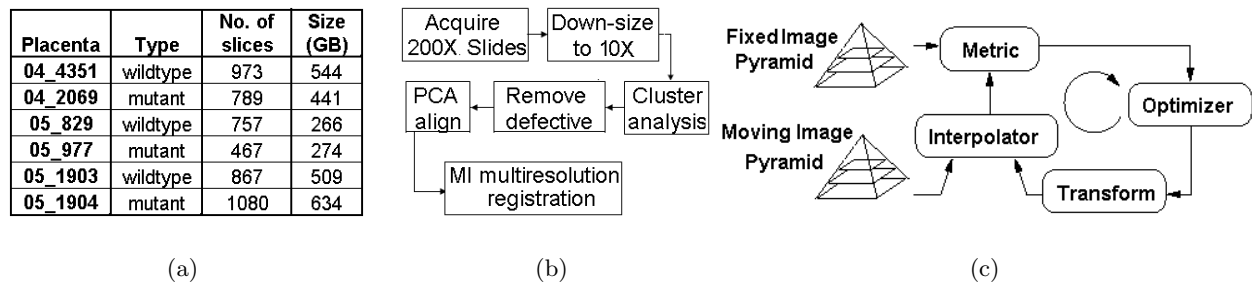 Placenta Type No. of slices Size (GB)
04_4351 wildtype 973 544
04_2069 mutant 789 441
05_829 wildtype 757 266
05_977 mutant 467 274
05_1903 wildtype 867 509
05_1904 mutant 1080 634
(a)
Acquire
200X Slides
Down-size
to 10X
Cluster
analysis
Remove
defective
PCA
align
MI multiresolution
registration
(b)
Fixed Image
Pyramid
Metric
Optimizer
Moving Image
Pyramid
Interpolator
Transform
(c)